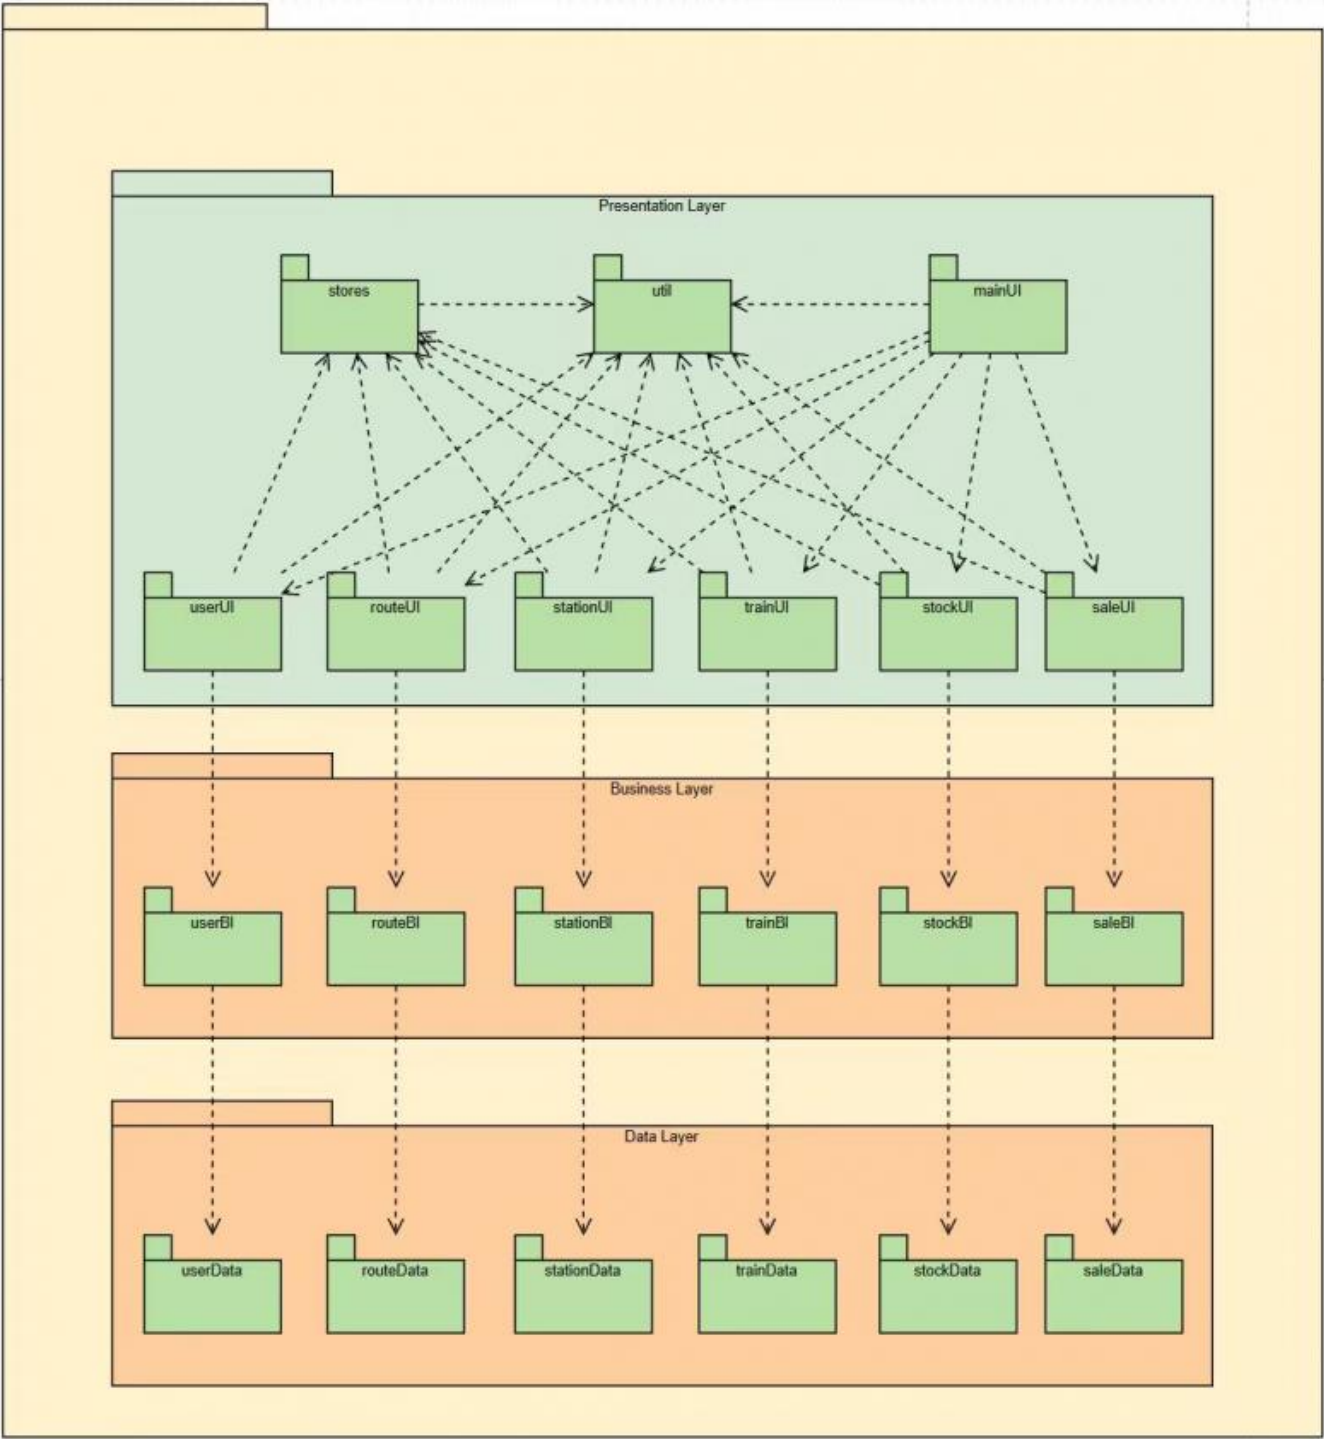 Presentation Layer
stores
util
mainUI
userUI
routeUI
stationUI
trainUI
stockUI
saleUI
Business Layer
userBl
routeBl
stationBl
trainBl
stockBl
saleBl
Data Layer
userData
routeData
stationData
trainData
stockData
saleData